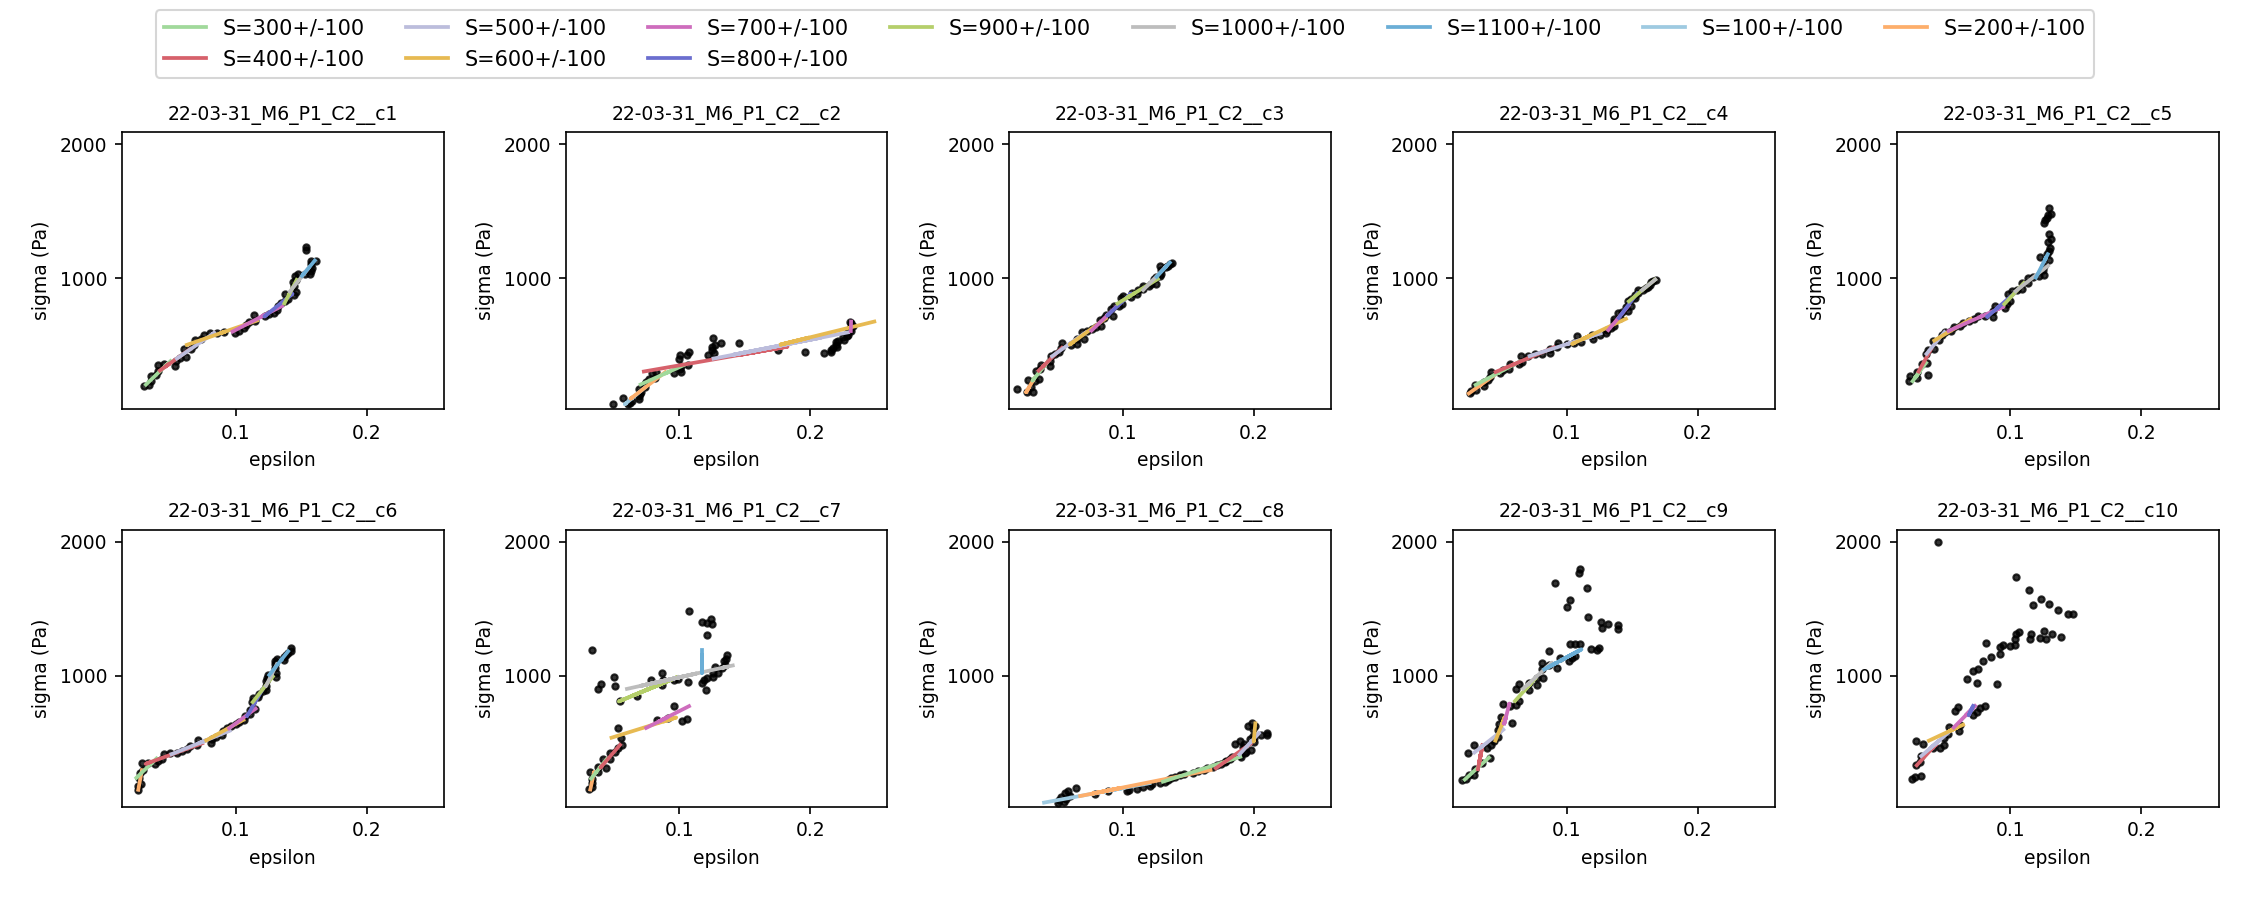 S=300+/-100 S=500+/-100 S=700+/-100 S=900+/-100 S=1000+/-100 S=1100+/-100 S=100+/-100 S=200+/-100
S=400+/-100 S=600+/-100 S=800+/-100
22-03-31_M6_P1_C2__c1 22-03-31_M6_P1_C2__c2 22-03-31_M6_P1_C2__c3 22-03-31_M6_P1_C2__c4 22-03-31_M6_P1_C2__c5
2000 2000 2000 2000 2000
sigma (Pa) sigma (Pa) sigma (Pa) sigma (Pa) sigma (Pa)
1000 1000 1000 1000 1000
0.1 0.2 0.1 0.2 0.1 0.2 0.1 0.2 0.1 0.2
epsilon epsilon epsilon epsilon epsilon
22-03-31_M6_P1_C2__c6 22-03-31_M6_P1_C2__c7 22-03-31_M6_P1_C2__c8 22-03-31_M6_P1_C2__c9 22-03-31_M6_P1_C2__c10
2000 2000 2000 2000 2000
sigma (Pa) sigma (Pa) sigma (Pa) sigma (Pa) sigma (Pa)
1000 1000 1000 1000 1000
0.1 0.2 0.1 0.2 0.1 0.2 0.1 0.2 0.1 0.2
epsilon epsilon epsilon epsilon epsilon